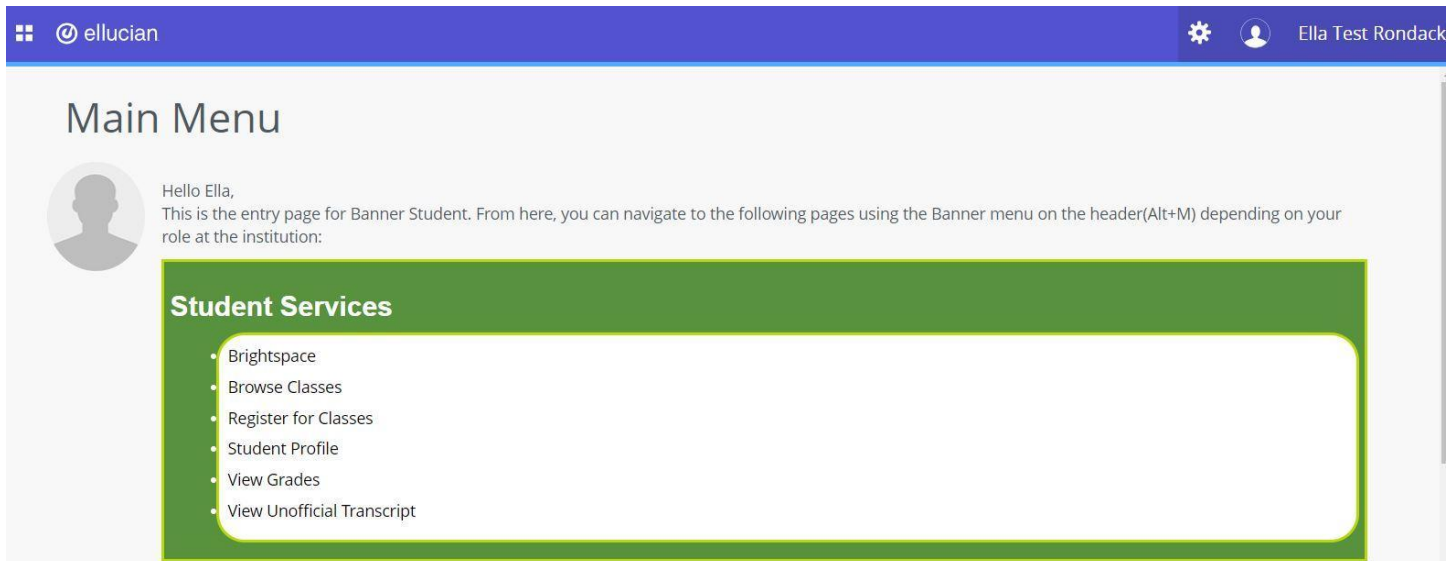 ellucian
Ella Test Rondack
Main Menu
Hello Ella,
This is the entry page for Banner Student. From here, you can navigate to the following pages using the Banner menu on the header(Alt+M) depending on your
role at the institution:
Student Services
Brightspace
Browse Classes
Register for Classes
Student Profile
View Grades
View Unofficial Transcript